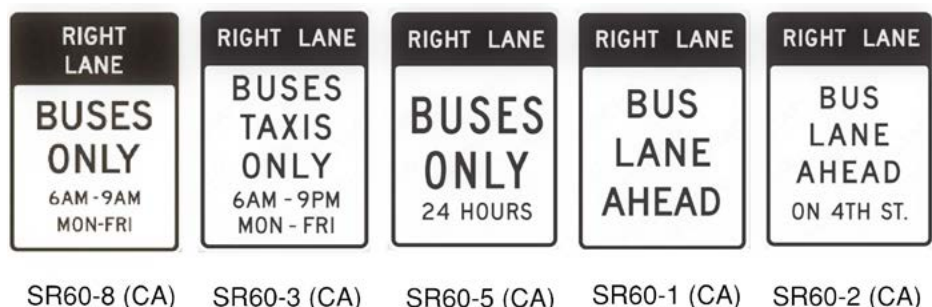 RIGHT
LANE
BUSES
ONLY
6AM-9AM
MON-FRI
SR60-8 (CA)
RIGHT LANE
BUSES
TAXIS
ONLY
6AM - 9PM
MON - FRI
SR60-3 (CA)
RIGHT LANE
BUSES
ONLY
24 HOURS
SR60-5 (CA)
RIGHT LANE
BUS
LANE
AHEAD
SR60-1 (CA)
RIGHT LANE
BUS
LANE
AHEAD
ON 4TH ST.
SR60-2 (CA)